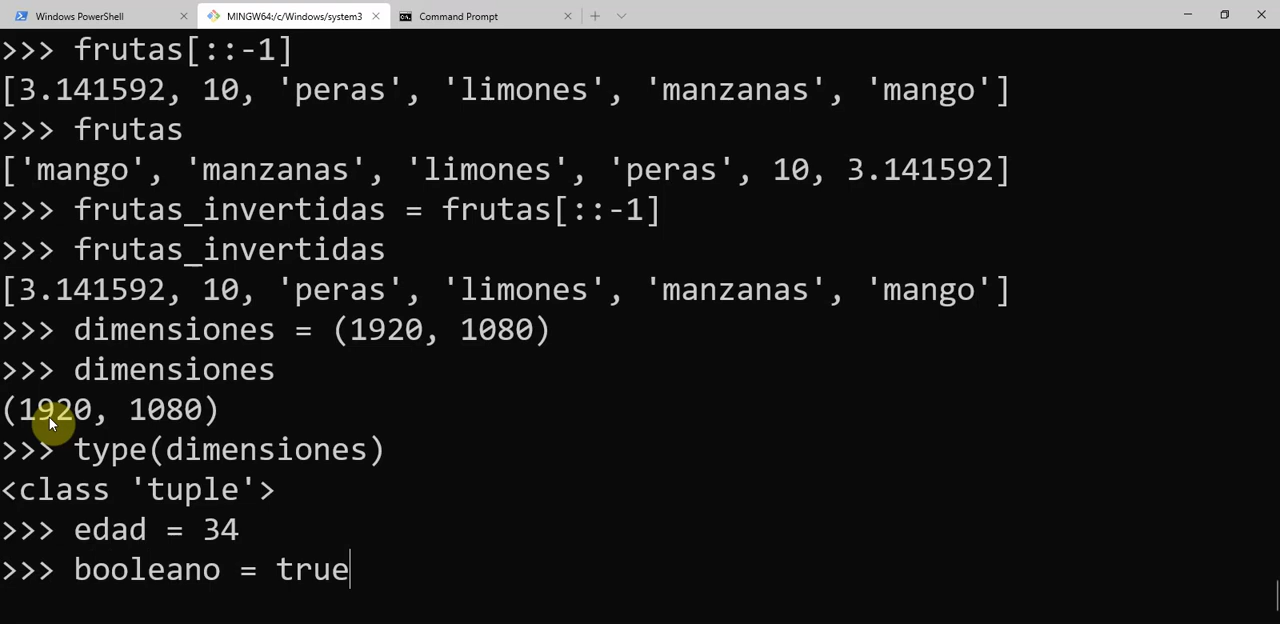 Windows PowerShell
MINGW64:/c/Windows/system3
Command Prompt
>>> frutas[::-1]
[3.141592, 10, 'peras', 'limones', 'manzanas', 'mango']
>>> frutas
['mango', 'manzanas', 'limones', 'peras', 10, 3.141592]
>>> frutas_invertidas = frutas[::-1]
>>> frutas_invertidas
[3.141592, 10, 'peras', 'limones', 'manzanas', 'mango']
>>> dimensiones = (1920, 1080)
>>> dimensiones
(1920, 1080)
>>> type(dimensiones)
<class 'tuple'>
>>> edad = 34
>>> booleano = true